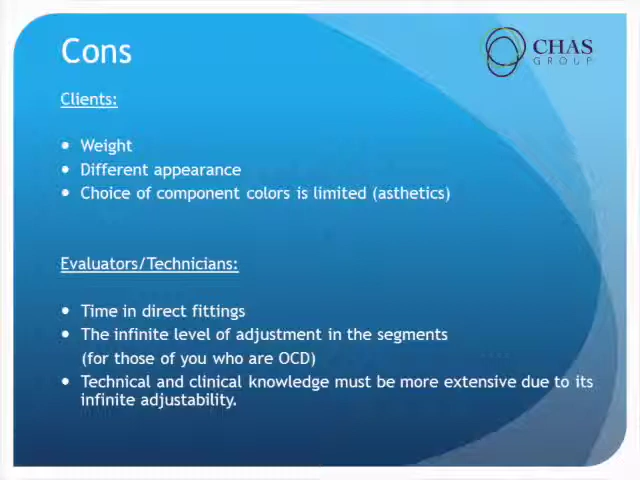 Cons
CHAS
GROUP
Clients:
• Weight
• Different appearance
• Choice of component colors is limited (asthetics)
Evaluators/Technicians:
• Time in direct fittings
• The infinite level of adjustment in the segments
(for those of you who are OCD)
• Technical and clinical knowledge must be more extensive due to its
infinite adjustability.